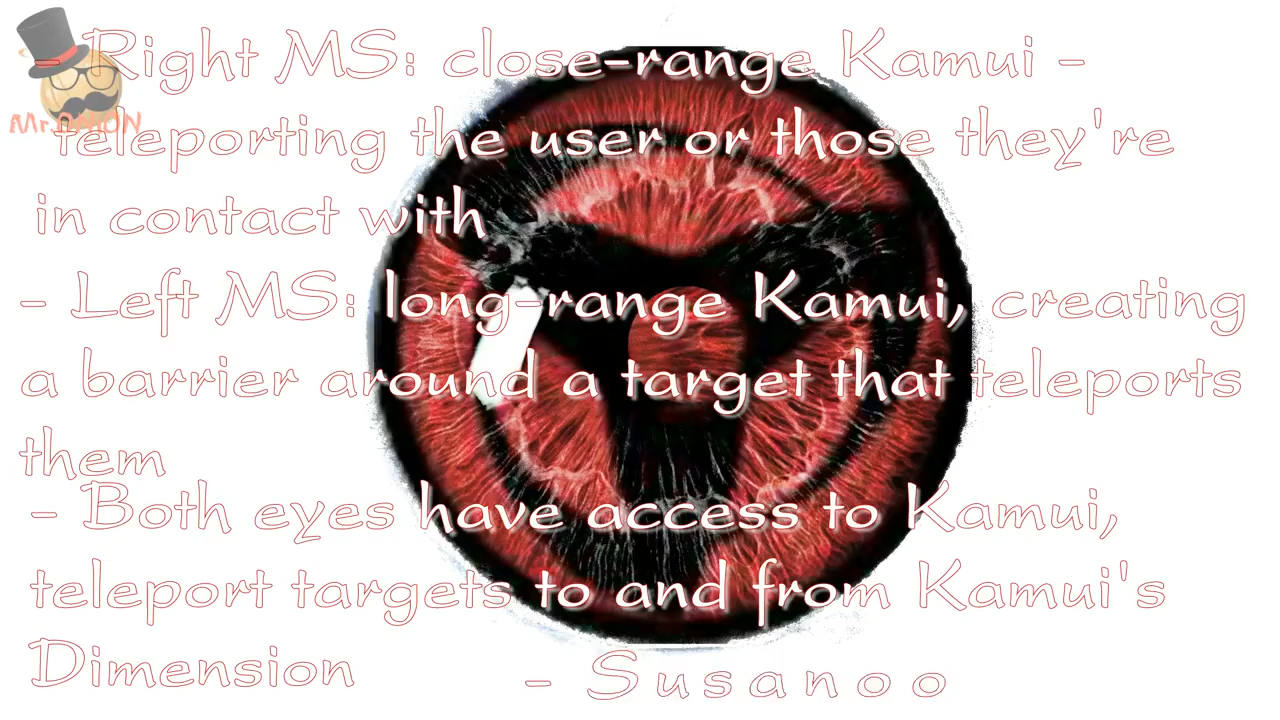 Mr.ONION
- Right MS: close-range Kamui -
teleporting the user or those they're
in contact with
- Left MS: long-range Kamui, creating
a barrier around a target that teleports
them
- Both eyes have access to Kamui,
teleport targets to and from Kamui's
Dimension
- Susanoo